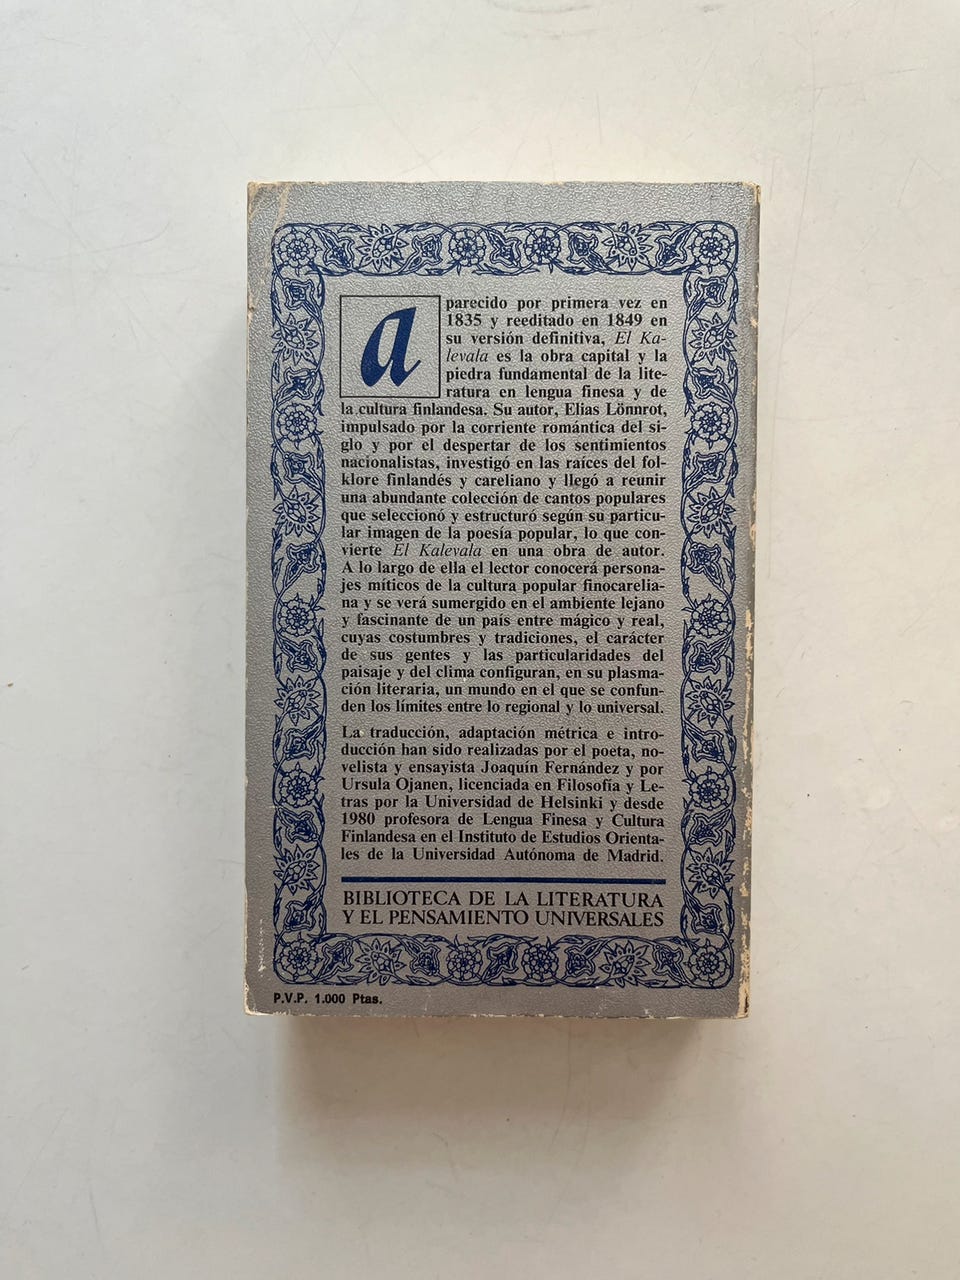 aparecido por primera vez en
1835 y reeditado en 1849 en
su versión definitiva, El Ka-
levala es la obra capital y la
piedra fundamental de la lite-
ratura en lengua finesa y de
la cultura finlandesa. Su autor, Elias Lönnrot,
impulsado por la corriente romántica del si-
glo y por el despertar de los sentimientos
nacionalistas, investigó en las raíces del fol-
klore finlandés y careliano y llegó a reunir
una abundante colección de cantos populares
que seleccionó y estructuró según su particu-
lar imagen de la poesía popular, lo que con-
vierte El Kalevala en una obra de autor.
A lo largo de ella el lector conocerá persona-
jes míticos de la cultura popular finocarelia-
na y se verá sumergido en el ambiente lejano
y fascinante de un país entre mágico y real,
cuyas costumbres y tradiciones, el carácter
de sus gentes y las particularidades del
paisaje y del clima configuran, en su plasma-
ción literaria, un mundo en el que se confun-
den los límites entre lo regional y lo universal.
La traducción, adaptación métrica e intro-
ducción han sido realizadas por el poeta, no-
velista y ensayista Joaquín Fernández y por
Ursula Ojanen, licenciada en Filosofía y Le-
tras por la Universidad de Helsinki y desde
1980 profesora de Lengua Finesa y Cultura
Finlandesa en el Instituto de Estudios Orienta-
les de la Universidad Autónoma de Madrid.
BIBLIOTECA DE LA LITERATURA
Y EL PENSAMIENTO UNIVERSALES
P.V.P. 1.000 Ptas.